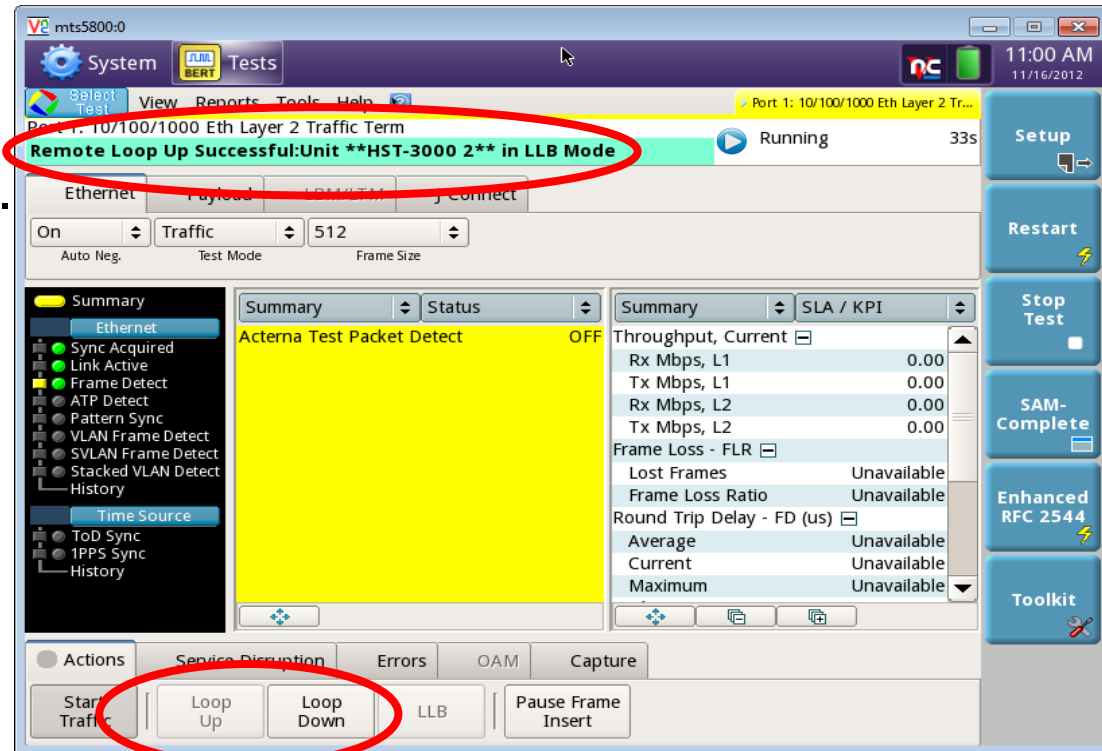 V2 mts5800:0
System
BERT
Tests
11:00 AM
11/16/2012
Select Test View Reports Tools Help
Port 1: 10/100/1000 Eth Layer 2 Tr...
Port 1: 10/100/1000 Eth Layer 2 Traffic Term
Remote Loop Up Successful:Unit **HST-3000 2** in LLB Mode
Running 33s
Ethernet Payload LBM/LTM J-Connect
On Traffic 512
Auto Neg. Test Mode Frame Size
Summary
Ethernet
Sync Acquired
Link Active
Frame Detect
ATP Detect
Pattern Sync
VLAN Frame Detect
SVLAN Frame Detect
Stacked VLAN Detect
History
Time Source
ToD Sync
1PPS Sync
History
Summary Status
Acterna Test Packet Detect OFF
Summary SLA / KPI
Throughput, Current
Rx Mbps, L1 0.00
Tx Mbps, L1 0.00
Rx Mbps, L2 0.00
Tx Mbps, L2 0.00
Frame Loss - FLR
Lost Frames Unavailable
Frame Loss Ratio Unavailable
Round Trip Delay - FD (us)
Average Unavailable
Current Unavailable
Maximum Unavailable
Setup
Restart
Stop
Test
SAM-
Complete
Enhanced
RFC 2544
Toolkit
Actions Service Disruption Errors OAM Capture
Start
Traffic
Loop
Up
Loop
Down
LLB
Pause Frame
Insert